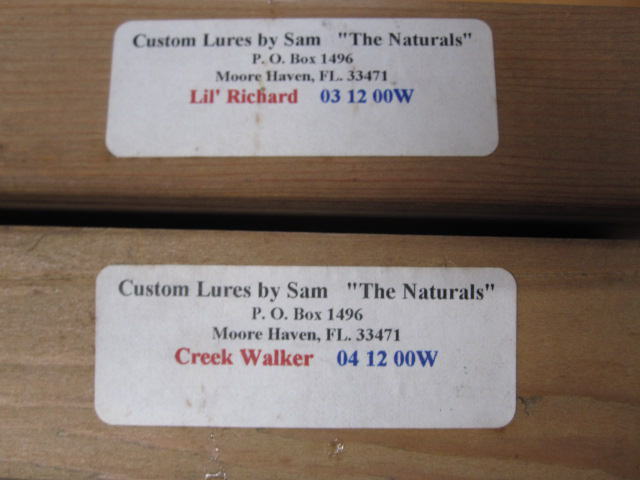 Custom Lures by Sam "The Naturals"
P. O. Box 1496
Moore Haven, FL. 33471
Lil' Richard 03 12 00W
Custom Lures by Sam "The Naturals"
P. O. Box 1496
Moore Haven, FL. 33471
Creek Walker 04 12 00W